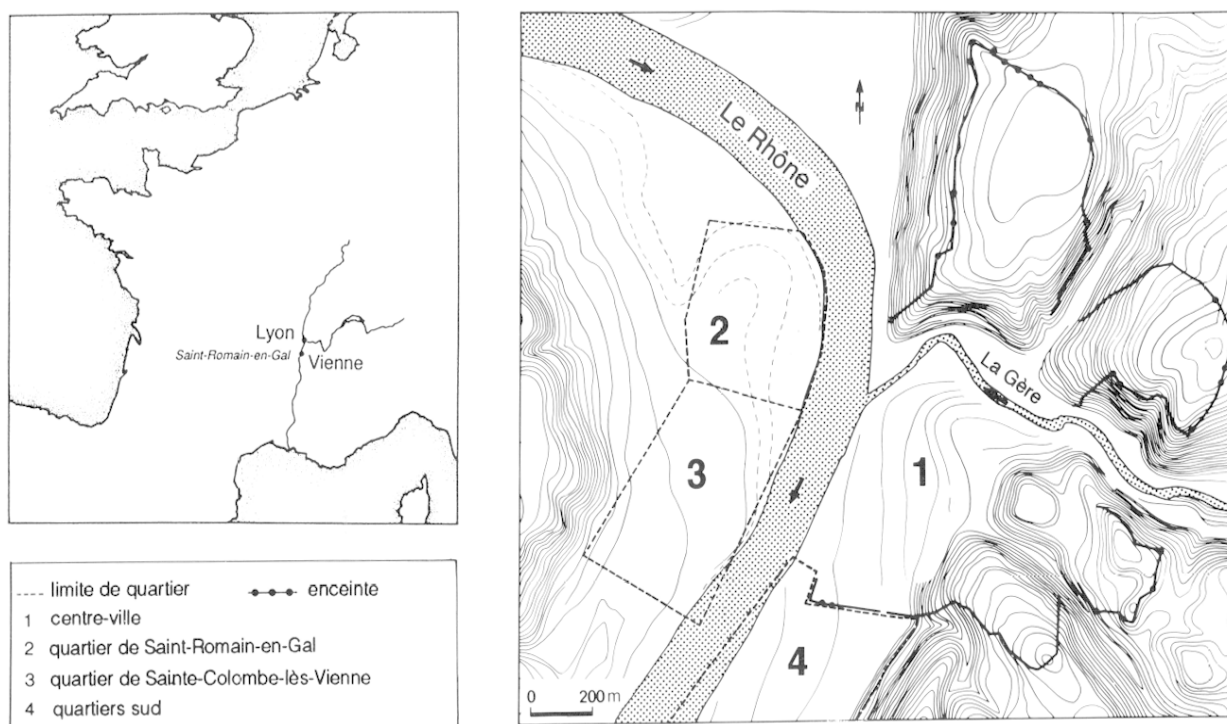 Lyon
Saint-Romain-en-Gal
Vienne
limite de quartier
enceinte
1 centre-ville
2 quartier de Saint-Romain-en-Gal
3 quartier de Sainte-Colombe-lès-Vienne
4 quartiers sud
Le Rhône
N
La Gère
2
3
1
4
0 200 m